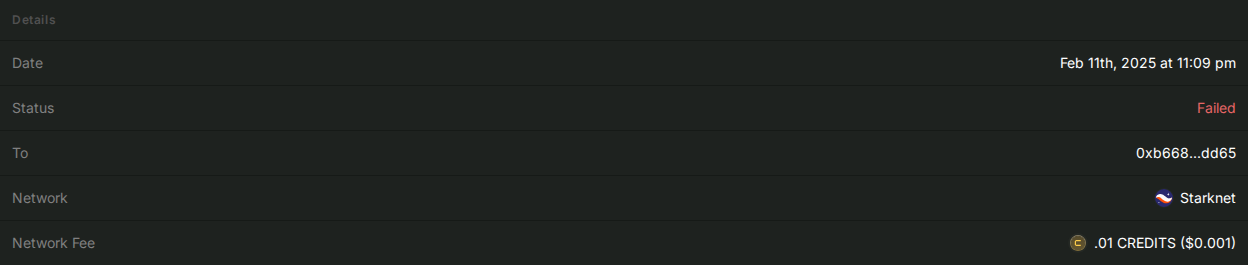 Details
Date Feb 11th, 2025 at 11:09 pm
Status Failed
To 0xb668...dd65
Network Starknet
Network Fee .01 CREDITS ($0.001)